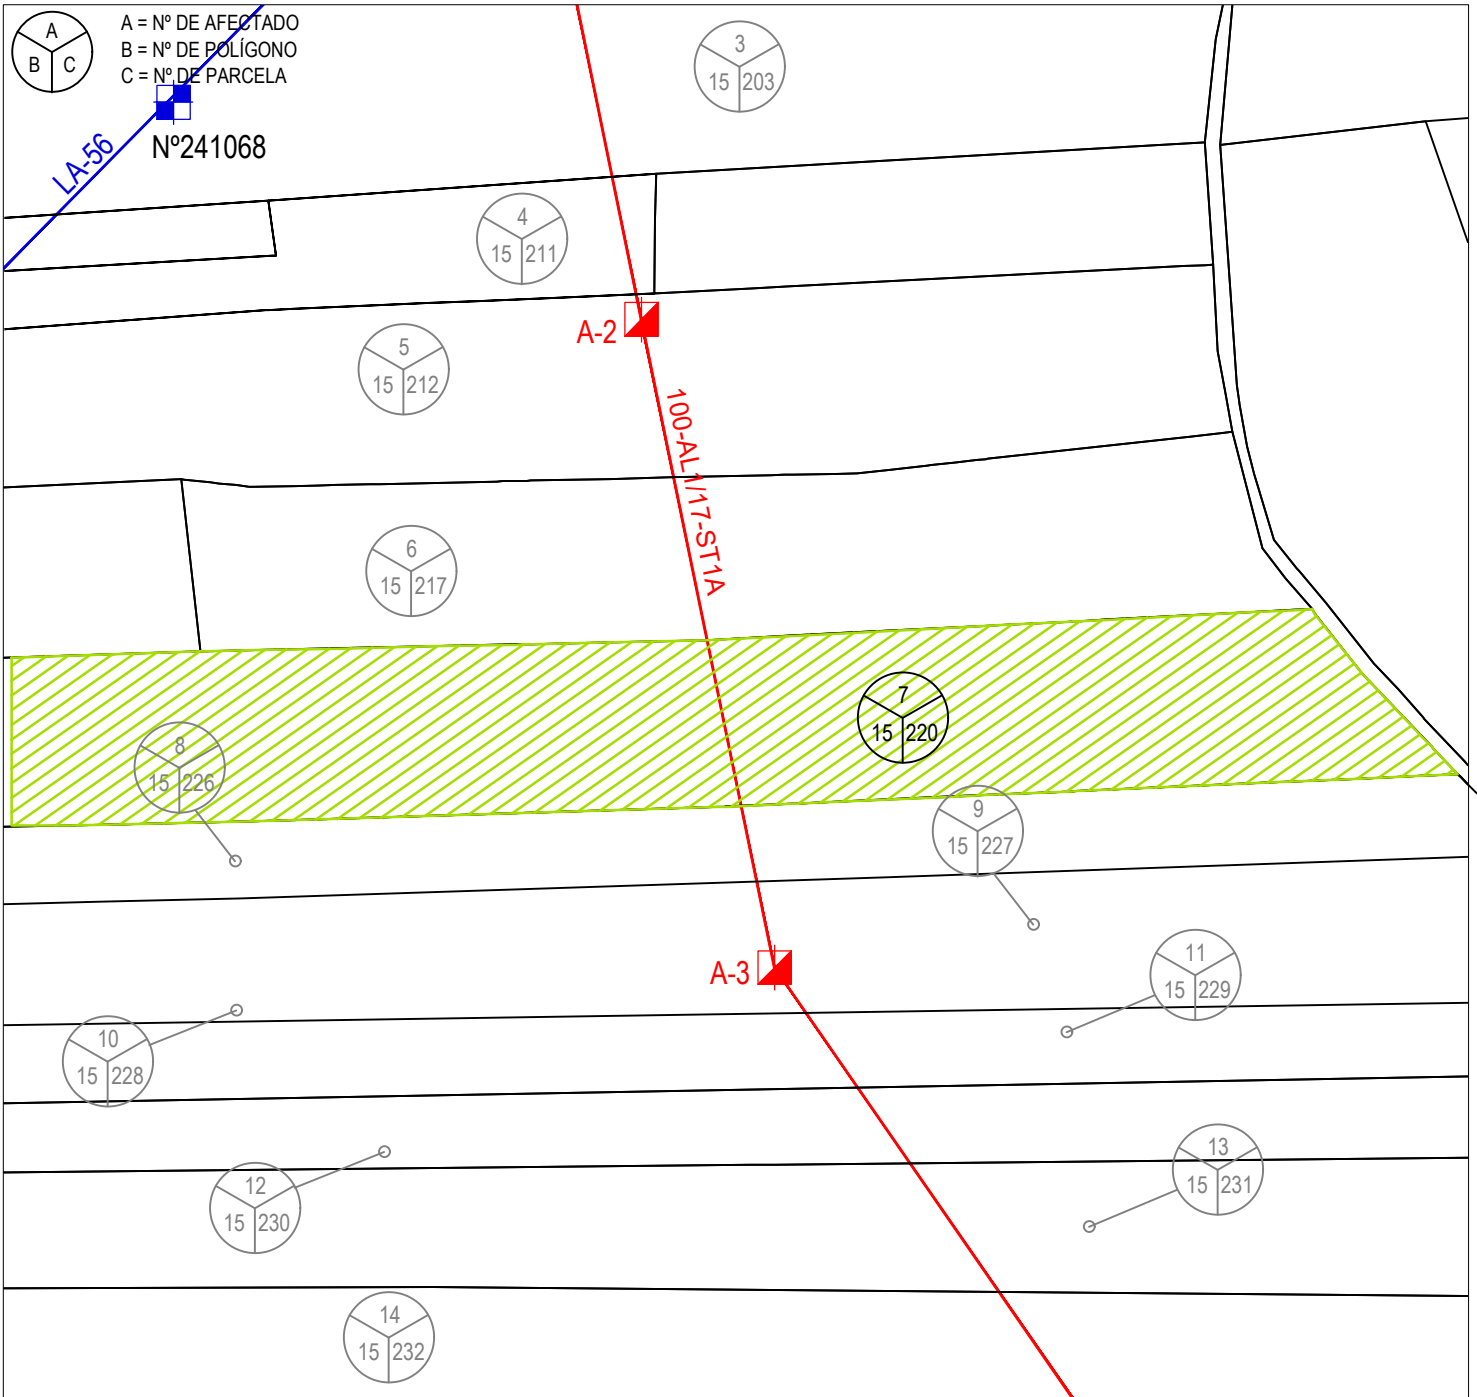 A
B C
A = Nº DE AFECTADO
B = Nº DE POLÍGONO
C = Nº DE PARCELA
LA-56
Nº241068
3
15 203
4
15 211
A-2
5
15 212
100-AL1/17-ST1A
6
15 217
7
15 220
8
15 226
9
15 227
A-3
11
15 229
10
15 228
13
15 231
12
15 230
14
15 232